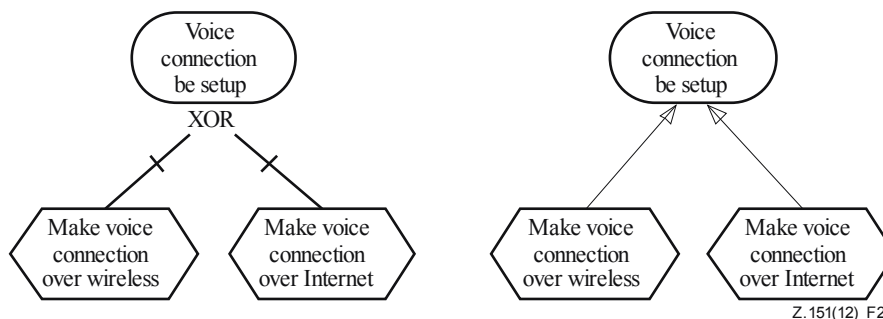 Voice
connection
be setup
XOR
Make voice
connection
over wireless
Make voice
connection
over Internet
Voice
connection
be setup
Make voice
connection
over wireless
Make voice
connection
over Internet
Z.151(12)_F2